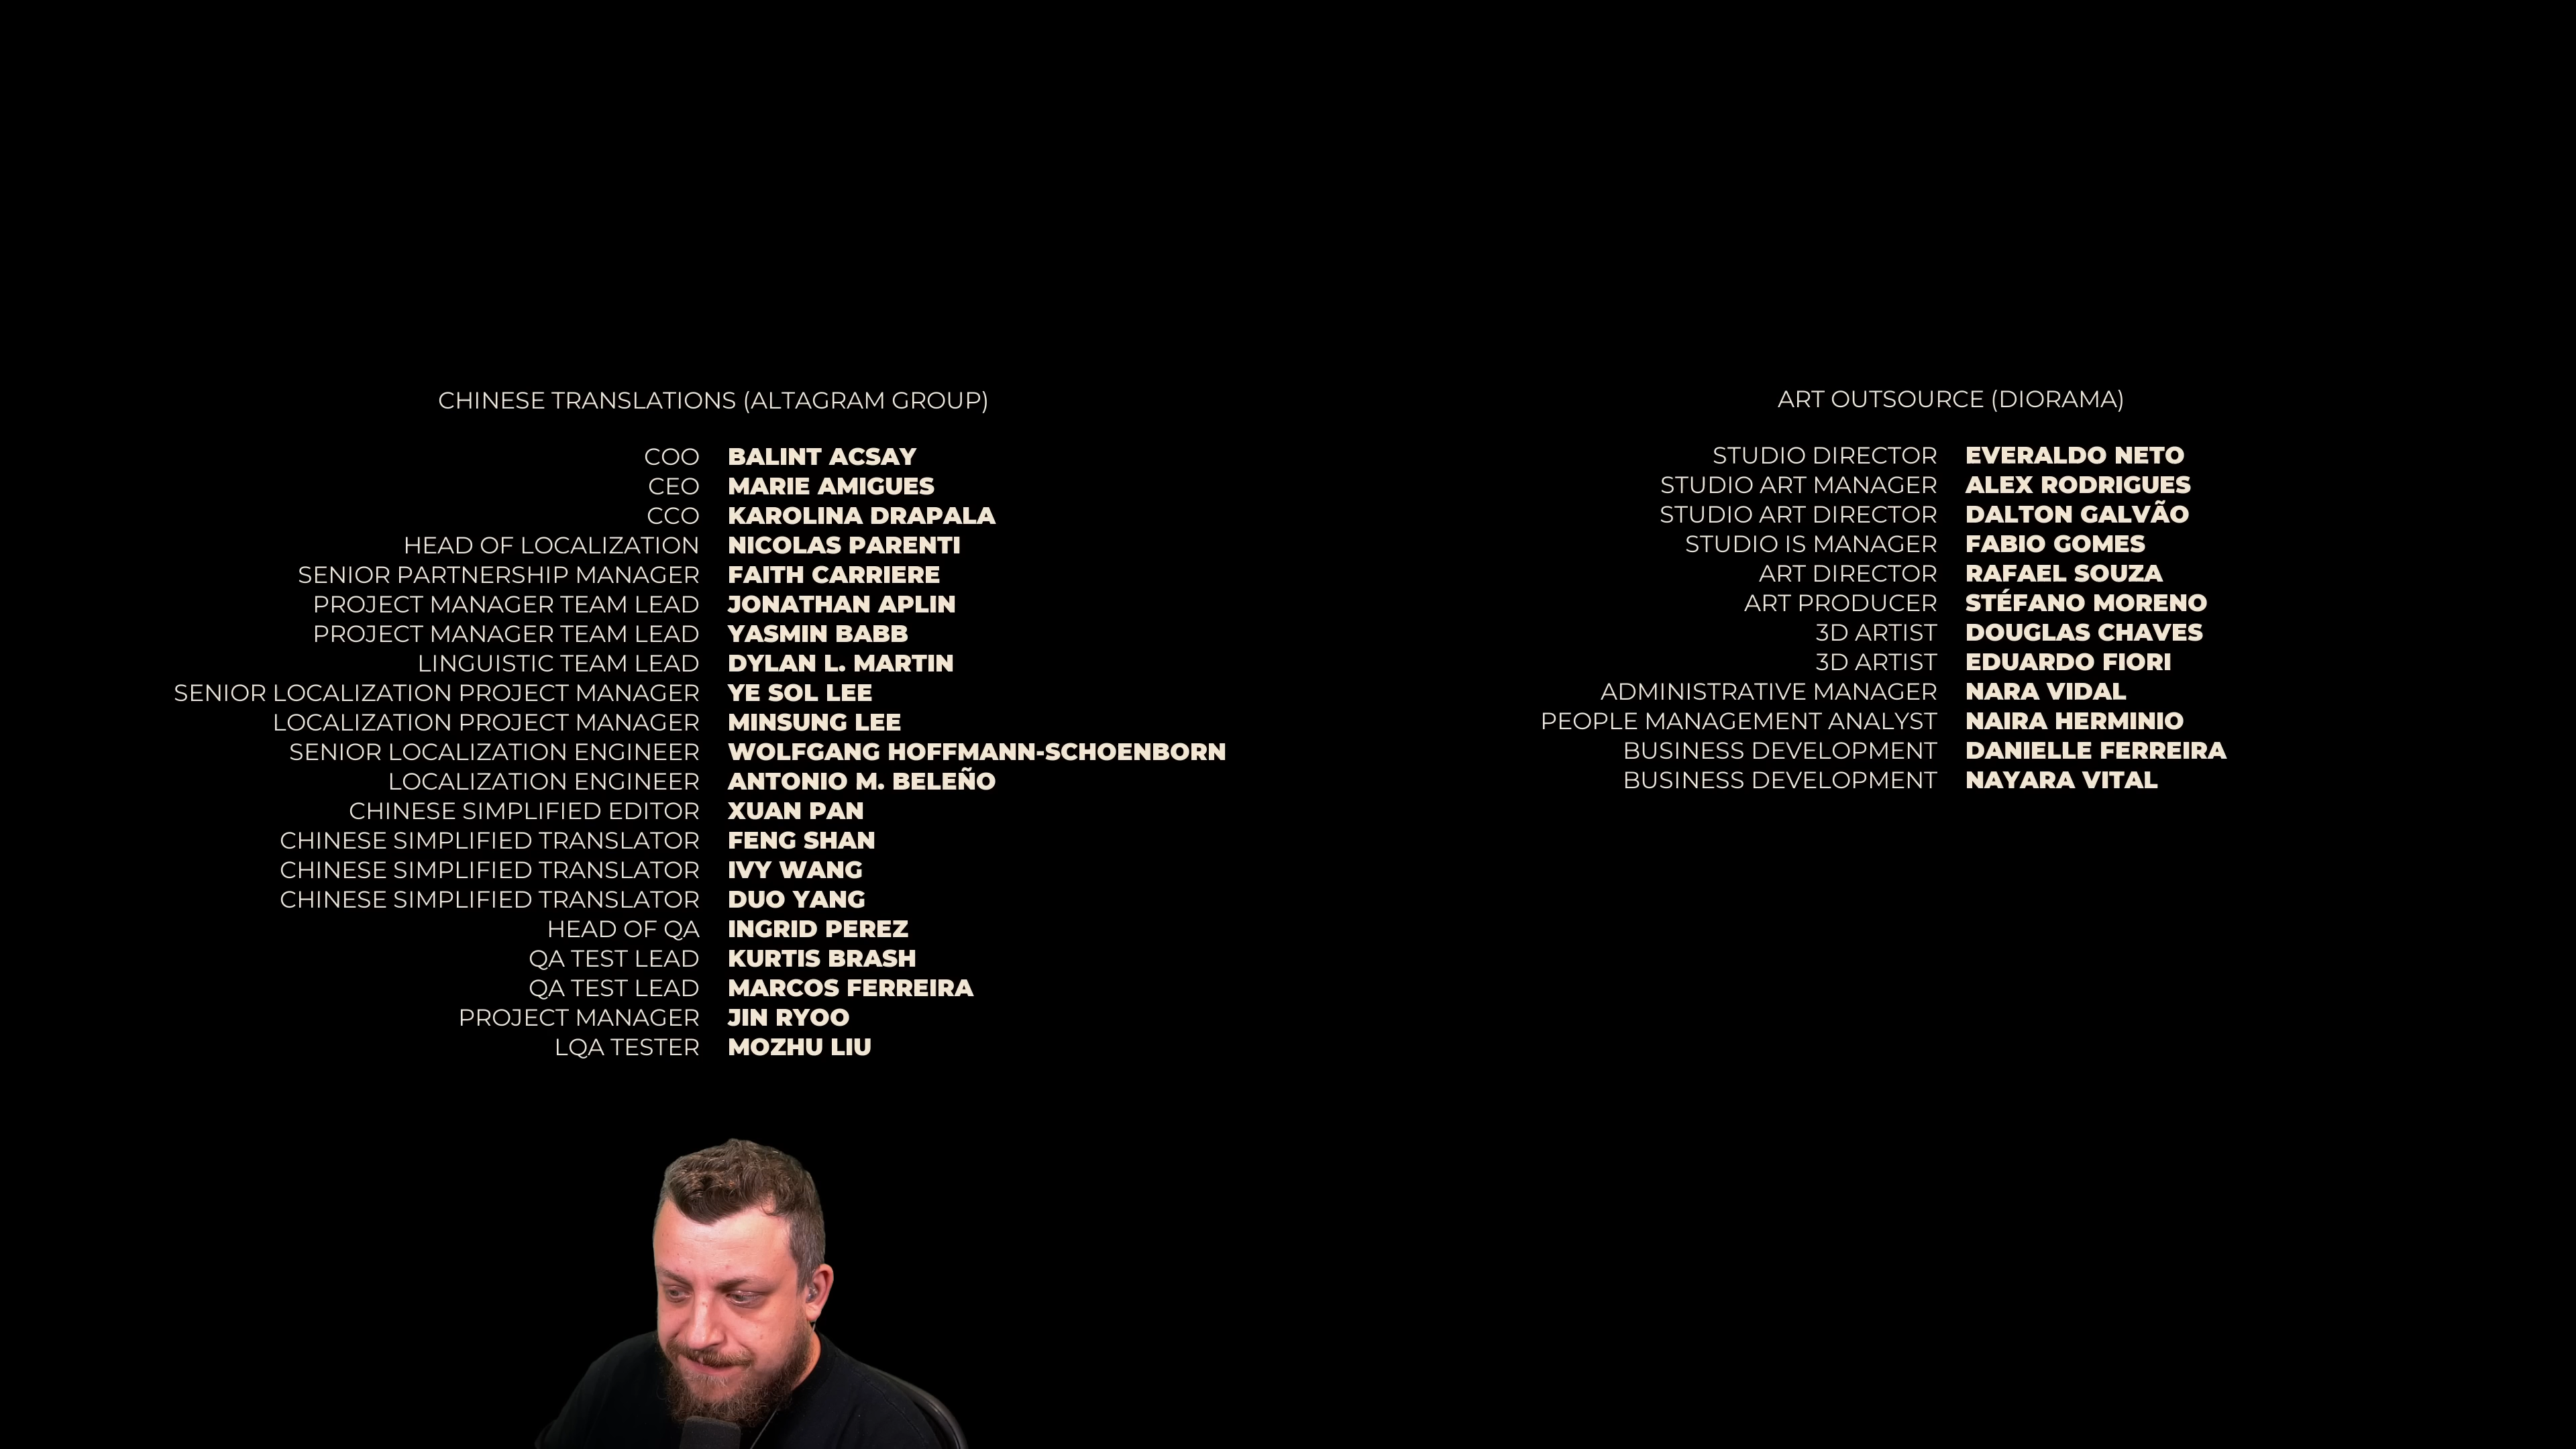 CHINESE TRANSLATIONS (ALTAGRAM GROUP)
COO BALINT ACSAY
CEO MARIE AMIGUES
CCO KAROLINA DRAPALA
HEAD OF LOCALIZATION NICOLAS PARENTI
SENIOR PARTNERSHIP MANAGER FAITH CARRIERE
PROJECT MANAGER TEAM LEAD JONATHAN APLIN
PROJECT MANAGER TEAM LEAD YASMIN BABB
LINGUISTIC TEAM LEAD DYLAN L. MARTIN
SENIOR LOCALIZATION PROJECT MANAGER YE SOL LEE
LOCALIZATION PROJECT MANAGER MINSUNG LEE
SENIOR LOCALIZATION ENGINEER WOLFGANG HOFFMANN-SCHOENBORN
LOCALIZATION ENGINEER ANTONIO M. BELEÑO
CHINESE SIMPLIFIED EDITOR XUAN PAN
CHINESE SIMPLIFIED TRANSLATOR FENG SHAN
CHINESE SIMPLIFIED TRANSLATOR IVY WANG
CHINESE SIMPLIFIED TRANSLATOR DUO YANG
HEAD OF QA INGRID PEREZ
QA TEST LEAD KURTIS BRASH
QA TEST LEAD MARCOS FERREIRA
PROJECT MANAGER JIN RYOO
LQA TESTER MOZHU LIU
ART OUTSOURCE (DIORAMA)
STUDIO DIRECTOR EVERALDO NETO
STUDIO ART MANAGER ALEX RODRIGUES
STUDIO ART DIRECTOR DALTON GALVÃO
STUDIO IS MANAGER FABIO GOMES
ART DIRECTOR RAFAEL SOUZA
ART PRODUCER STÉFANO MORENO
3D ARTIST DOUGLAS CHAVES
3D ARTIST EDUARDO FIORI
ADMINISTRATIVE MANAGER NARA VIDAL
PEOPLE MANAGEMENT ANALYST NAIRA HERMINIO
BUSINESS DEVELOPMENT DANIELLE FERREIRA
BUSINESS DEVELOPMENT NAYARA VITAL